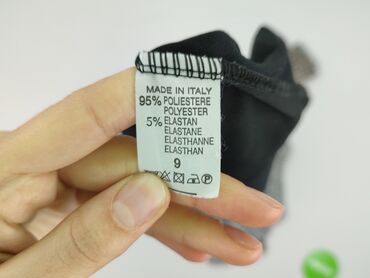 MADE IN ITALY
95% POLIESTERE
POLYESTER
5% ELASTAN
ELASTANE
ELASTHANNE
ELASTHAN
9